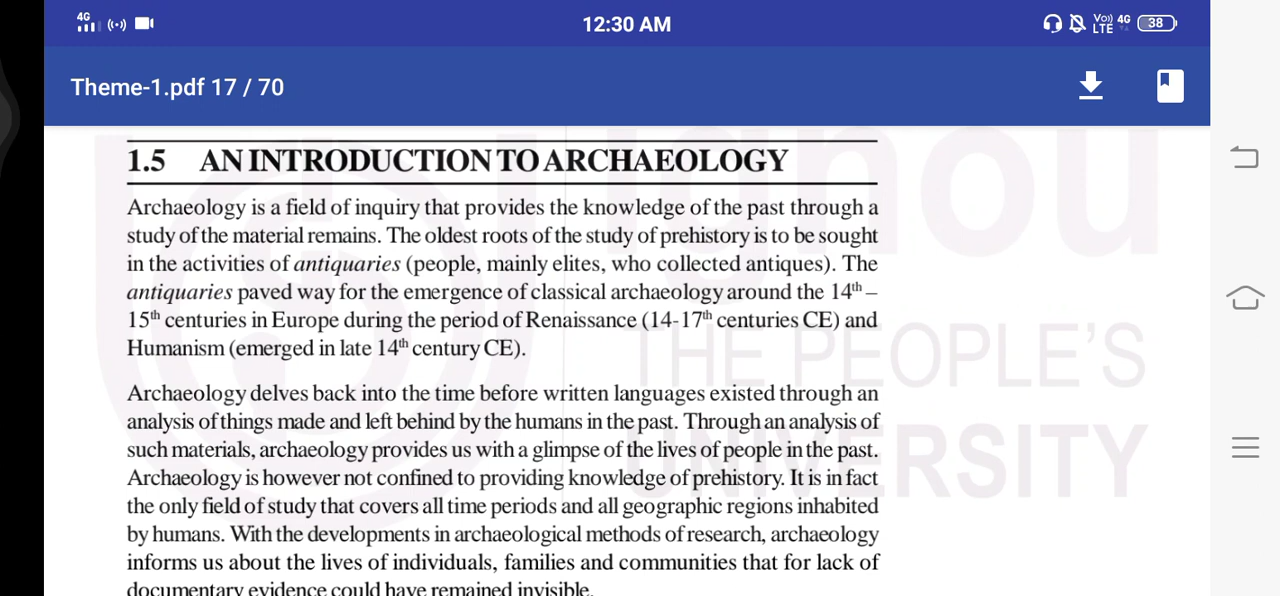 4G
12:30 AM
Vo)) 4G
LTE
38
Theme-1.pdf 17 / 70
ignou
THE PEOPLE'S
UNIVERSITY
1.5 AN INTRODUCTION TO ARCHAEOLOGY
Archaeology is a field of inquiry that provides the knowledge of the past through a
study of the material remains. The oldest roots of the study of prehistory is to be sought
in the activities of antiquaries (people, mainly elites, who collected antiques). The
antiquaries paved way for the emergence of classical archaeology around the 14th –
15th centuries in Europe during the period of Renaissance (14-17th centuries CE) and
Humanism (emerged in late 14th century CE).
Archaeology delves back into the time before written languages existed through an
analysis of things made and left behind by the humans in the past. Through an analysis of
such materials, archaeology provides us with a glimpse of the lives of people in the past.
Archaeology is however not confined to providing knowledge of prehistory. It is in fact
the only field of study that covers all time periods and all geographic regions inhabited
by humans. With the developments in archaeological methods of research, archaeology
informs us about the lives of individuals, families and communities that for lack of
documentary evidence could have remained invisible.